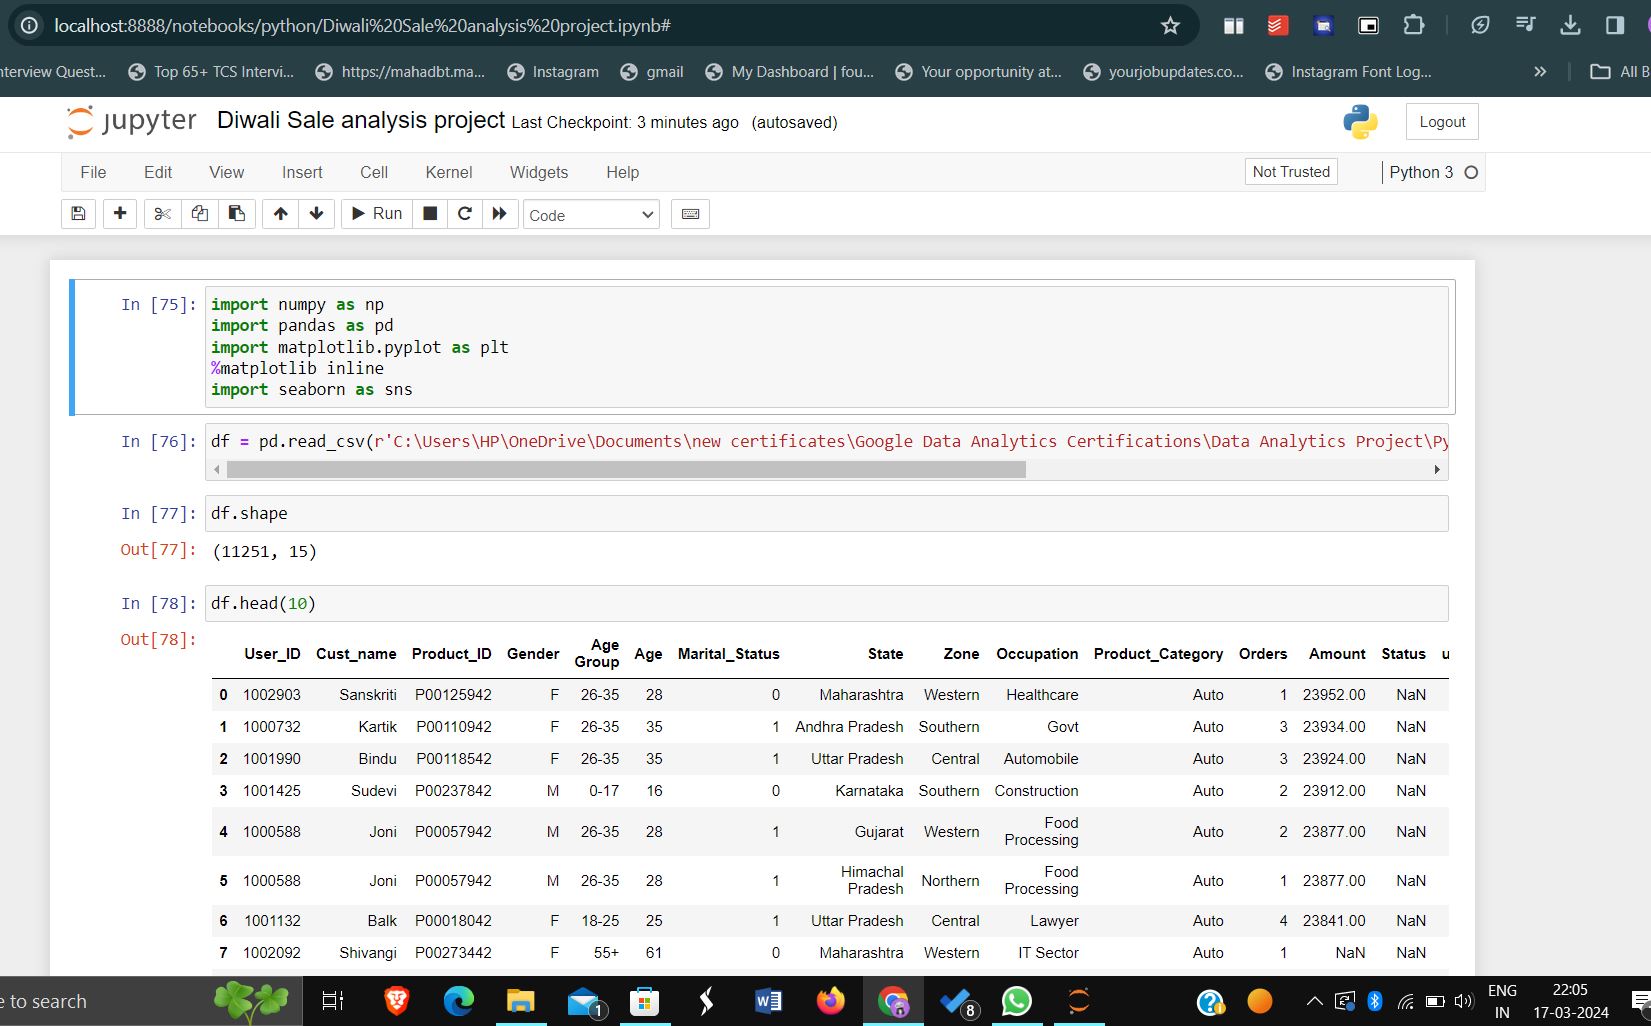 localhost:8888/notebooks/python/Diwali%20Sale%20analysis%20project.ipynb#
nterview Quest... Top 65+ TCS Intervi... https://mahadbt.ma... Instagram gmail My Dashboard | fou... Your opportunity at... yourjobupdates.co... Instagram Font Log... » All B
jupyter Diwali Sale analysis project Last Checkpoint: 3 minutes ago (autosaved) Logout
File Edit View Insert Cell Kernel Widgets Help Not Trusted Python 3
Run Code
In [75]: import numpy as np
import pandas as pd
import matplotlib.pyplot as plt
%matplotlib inline
import seaborn as sns
In [76]: df = pd.read_csv(r'C:\Users\HP\OneDrive\Documents\new certificates\Google Data Analytics Certifications\Data Analytics Project\Py
In [77]: df.shape
Out[77]: (11251, 15)
In [78]: df.head(10)
Out[78]:
User_ID Cust_name Product_ID Gender Age Group Age Marital_Status State Zone Occupation Product_Category Orders Amount Status u
0 1002903 Sanskriti P00125942 F 26-35 28 0 Maharashtra Western Healthcare Auto 1 23952.00 NaN
1 1000732 Kartik P00110942 F 26-35 35 1 Andhra Pradesh Southern Govt Auto 3 23934.00 NaN
2 1001990 Bindu P00118542 F 26-35 35 1 Uttar Pradesh Central Automobile Auto 3 23924.00 NaN
3 1001425 Sudevi P00237842 M 0-17 16 0 Karnataka Southern Construction Auto 2 23912.00 NaN
4 1000588 Joni P00057942 M 26-35 28 1 Gujarat Western Food Processing Auto 2 23877.00 NaN
5 1000588 Joni P00057942 M 26-35 28 1 Himachal Pradesh Northern Food Processing Auto 1 23877.00 NaN
6 1001132 Balk P00018042 F 18-25 25 1 Uttar Pradesh Central Lawyer Auto 4 23841.00 NaN
7 1002092 Shivangi P00273442 F 55+ 61 0 Maharashtra Western IT Sector Auto 1 NaN NaN
e to search 1 8 ENG 22:05
IN 17-03-2024